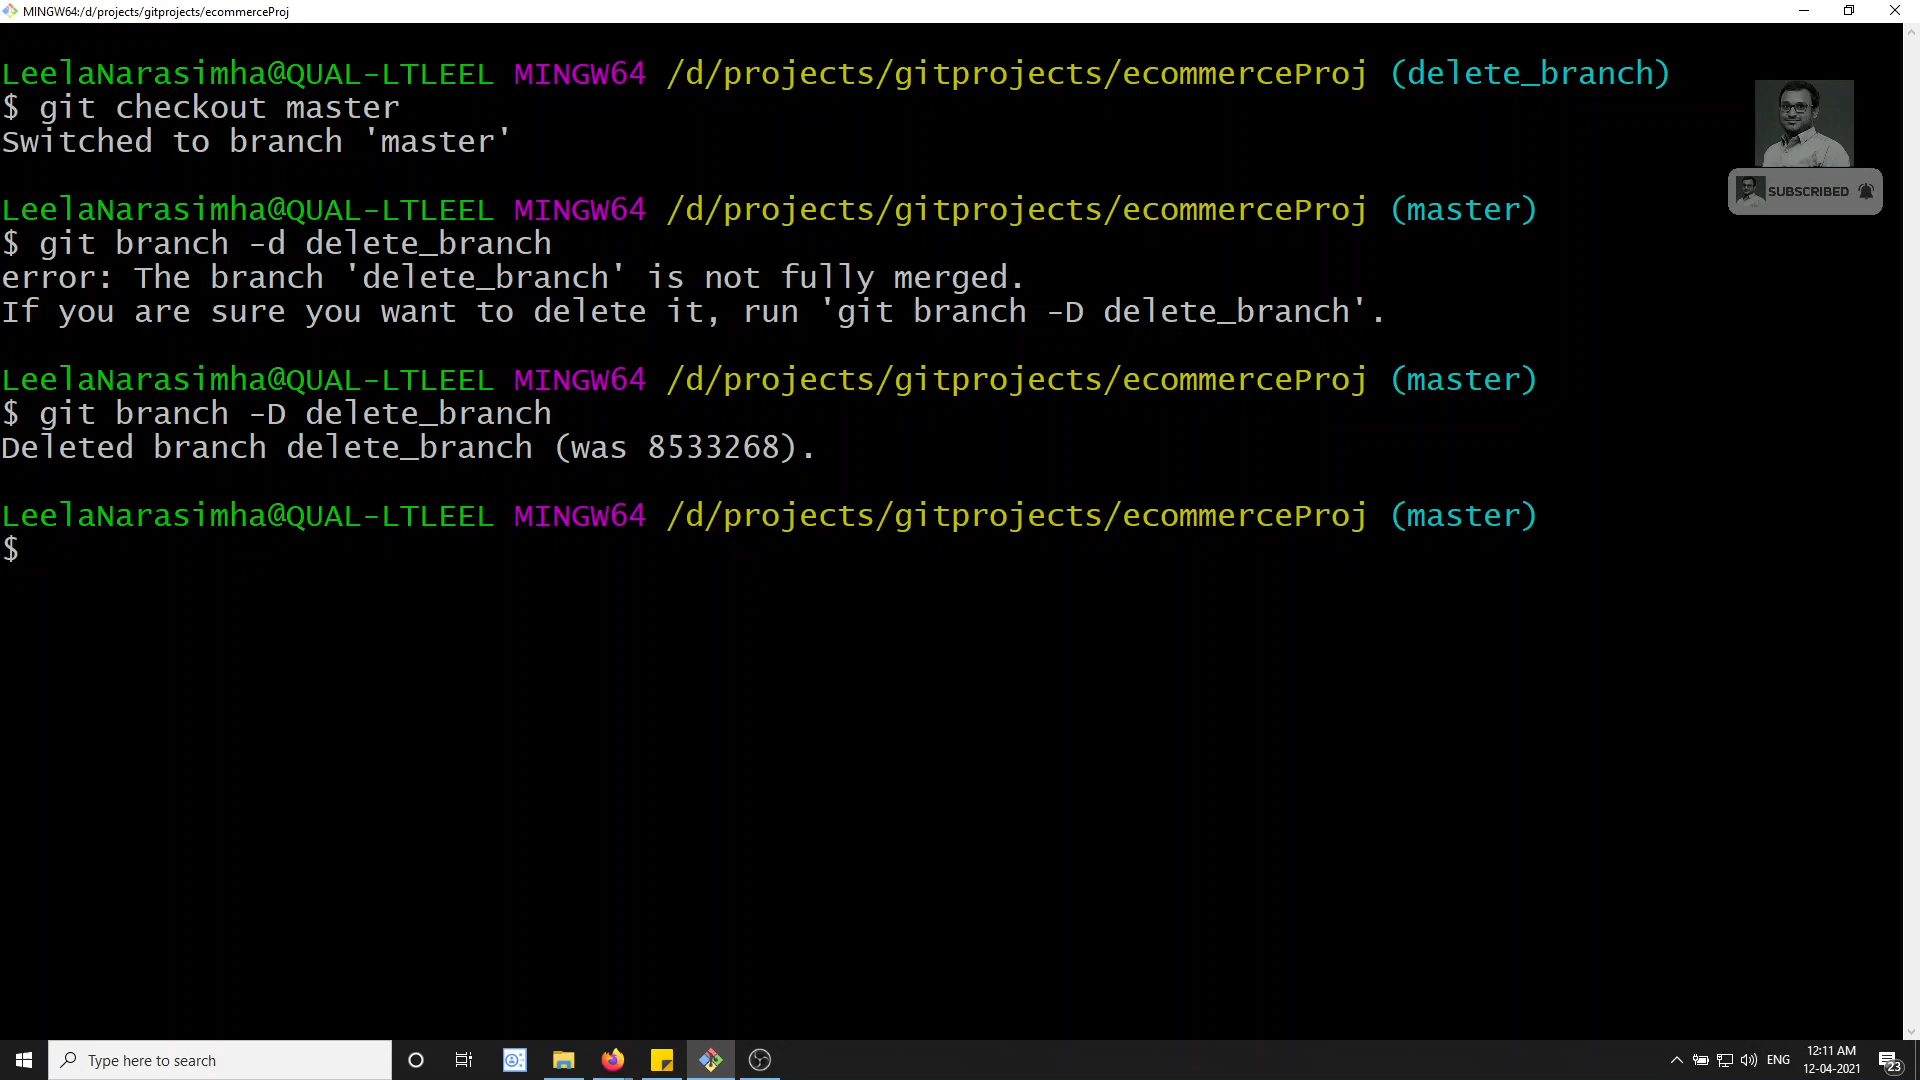 MINGW64:/d/projects/gitprojects/ecommerceProj
LeelaNarasimha@QUAL-LTLEEL MINGW64 /d/projects/gitprojects/ecommerceProj (delete_branch)
$ git checkout master
Switched to branch 'master'
LeelaNarasimha@QUAL-LTLEEL MINGW64 /d/projects/gitprojects/ecommerceProj (master)
$ git branch -d delete_branch
error: The branch 'delete_branch' is not fully merged.
If you are sure you want to delete it, run 'git branch -D delete_branch'.
LeelaNarasimha@QUAL-LTLEEL MINGW64 /d/projects/gitprojects/ecommerceProj (master)
$ git branch -D delete_branch
Deleted branch delete_branch (was 8533268).
LeelaNarasimha@QUAL-LTLEEL MINGW64 /d/projects/gitprojects/ecommerceProj (master)
$
SUBSCRIBED
Type here to search
ENG
12:11 AM
12-04-2021
23